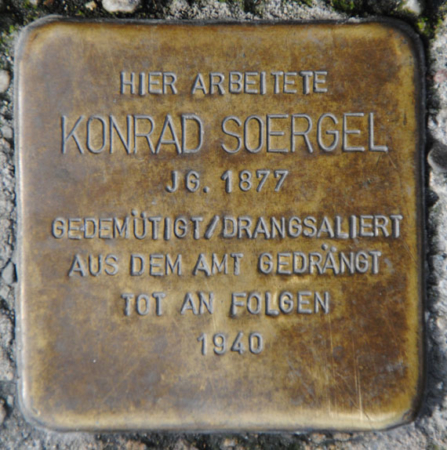 HIER ARBEITETE
KONRAD SOERGEL
JG. 1877
GEDEMÜTIGT/DRANGSALIERT
AUS DEM AMT GEDRÄNGT
TOT AN FOLGEN
1940